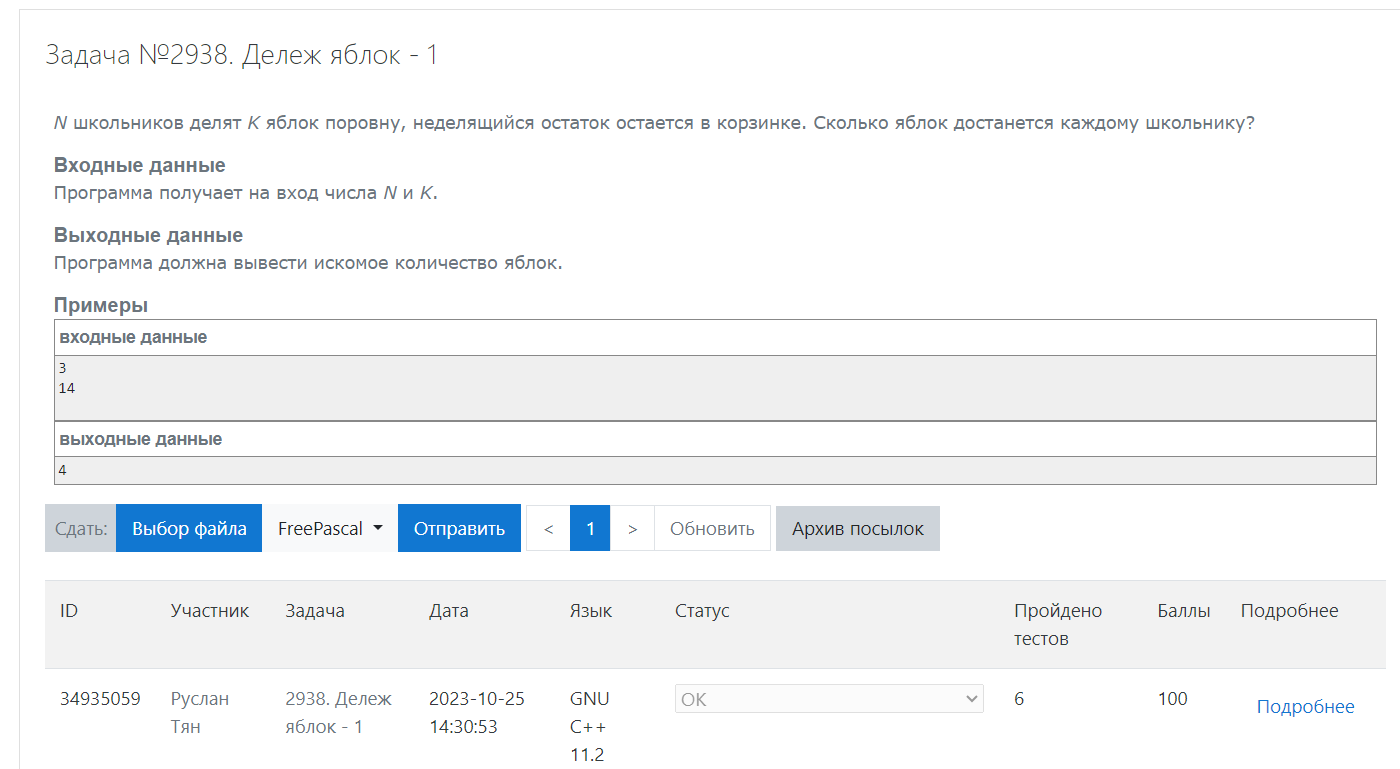 Задача №2938. Дележ яблок - 1
N школьников делят K яблок поровну, неделящийся остаток остается в корзинке. Сколько яблок достанется каждому школьнику?
Входные данные
Программа получает на вход числа N и K.
Выходные данные
Программа должна вывести искомое количество яблок.
Примеры
входные данные
3
14
выходные данные
4
Сдать: Выбор файла FreePascal Отправить < 1 > Обновить Архив посылок
ID Участник Задача Дата Язык Статус Пройдено Баллы Подробнее
тестов
34935059 Руслан 2938. Дележ 2023-10-25 GNU OK 6 100 Подробнее
Тян яблок - 1 14:30:53 C++
11.2